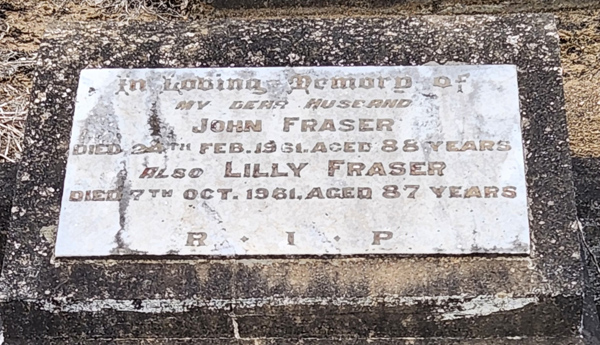 In Loving Memory of
MY DEAR HUSBAND
JOHN FRASER
DIED 24TH FEB. 1961. AGED 88 YEARS
ALSO LILLY FRASER
DIED 7TH OCT. 1961. AGED 87 YEARS
R · I · P